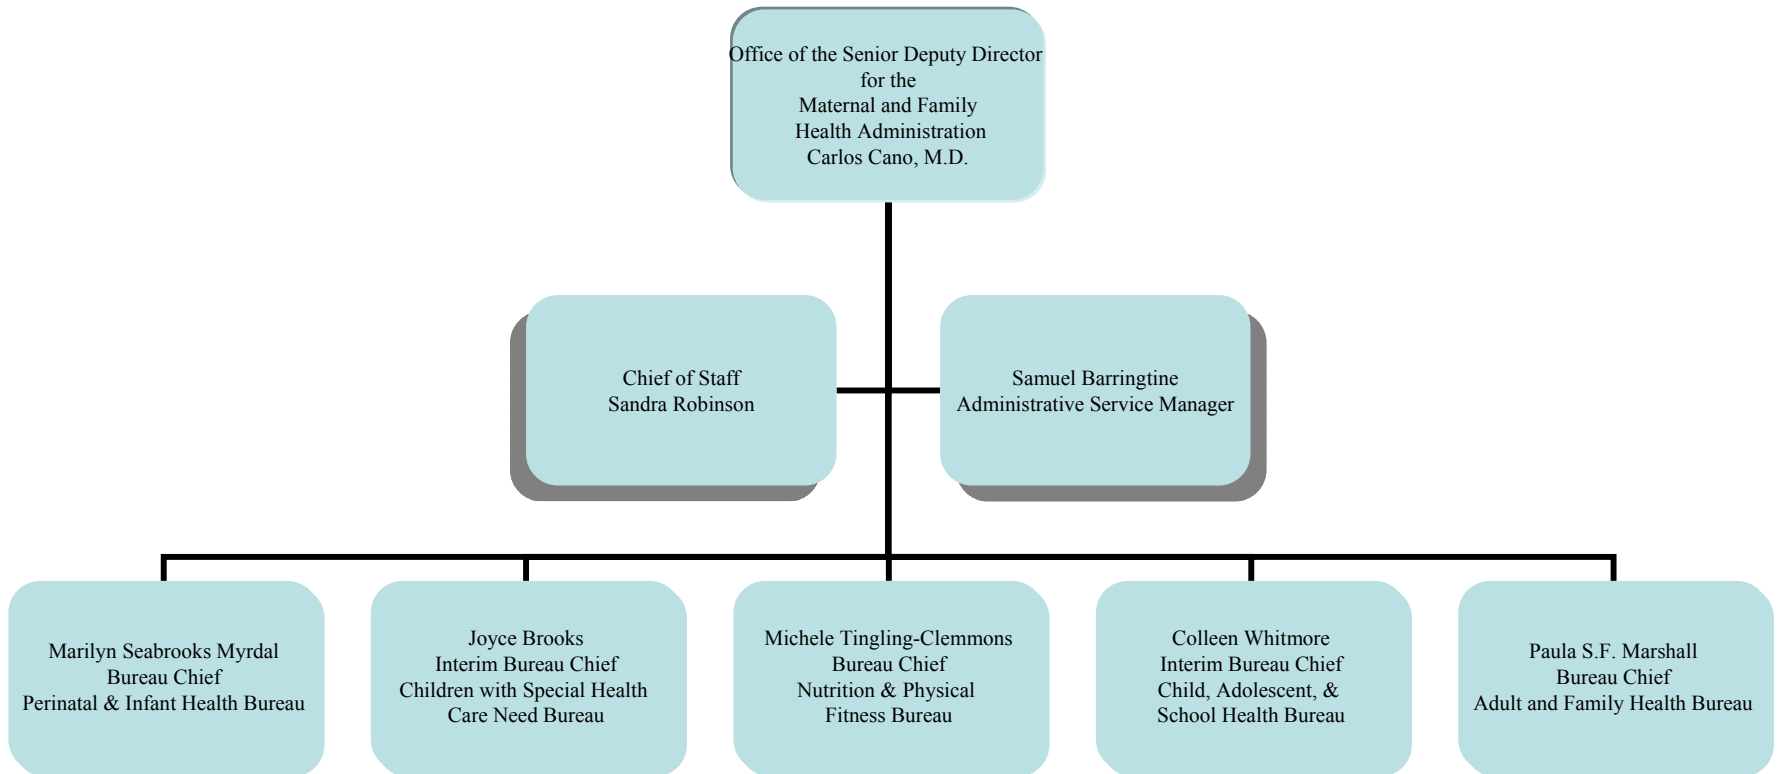 Office of the Senior Deputy Director
for the
Maternal and Family
Health Administration
Carlos Cano, M.D.
Chief of Staff
Sandra Robinson
Samuel Barringtine
Administrative Service Manager
Marilyn Seabrooks Myrdal
Bureau Chief
Perinatal & Infant Health Bureau
Joyce Brooks
Interim Bureau Chief
Children with Special Health
Care Need Bureau
Michele Tingling-Clemmons
Bureau Chief
Nutrition & Physical
Fitness Bureau
Colleen Whitmore
Interim Bureau Chief
Child, Adolescent, &
School Health Bureau
Paula S.F. Marshall
Bureau Chief
Adult and Family Health Bureau